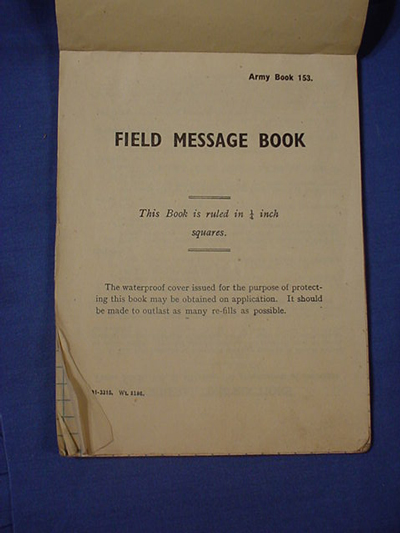 Army Book 153.
FIELD MESSAGE BOOK
This Book is ruled in ¼ inch
squares.
The waterproof cover issued for the purpose of protect-
ing this book may be obtained on application. It should
be made to outlast as many re-fills as possible.
Wt.